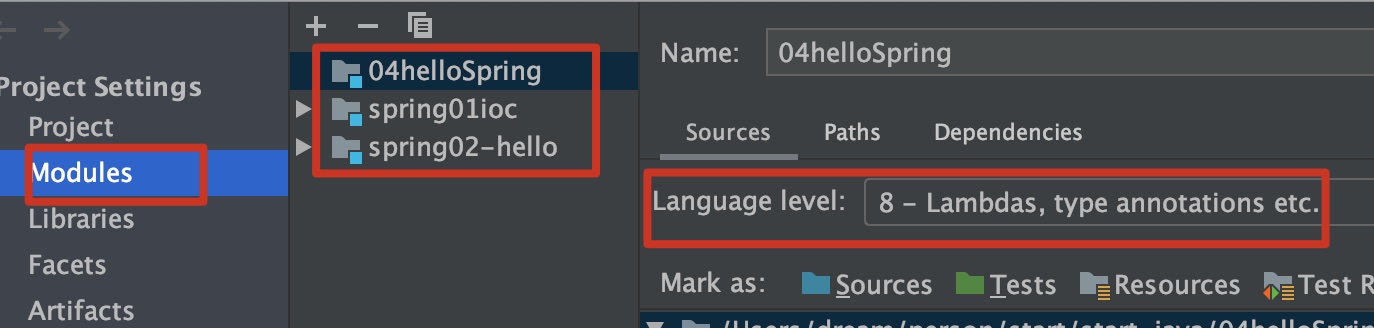 Project Settings
Project
Modules
Libraries
Facets
Artifacts
04helloSpring
spring01ioc
spring02-hello
Name: 04helloSpring
Sources Paths Dependencies
Language level: 8 – Lambdas, type annotations etc.
Mark as: Sources Tests Resources Test R